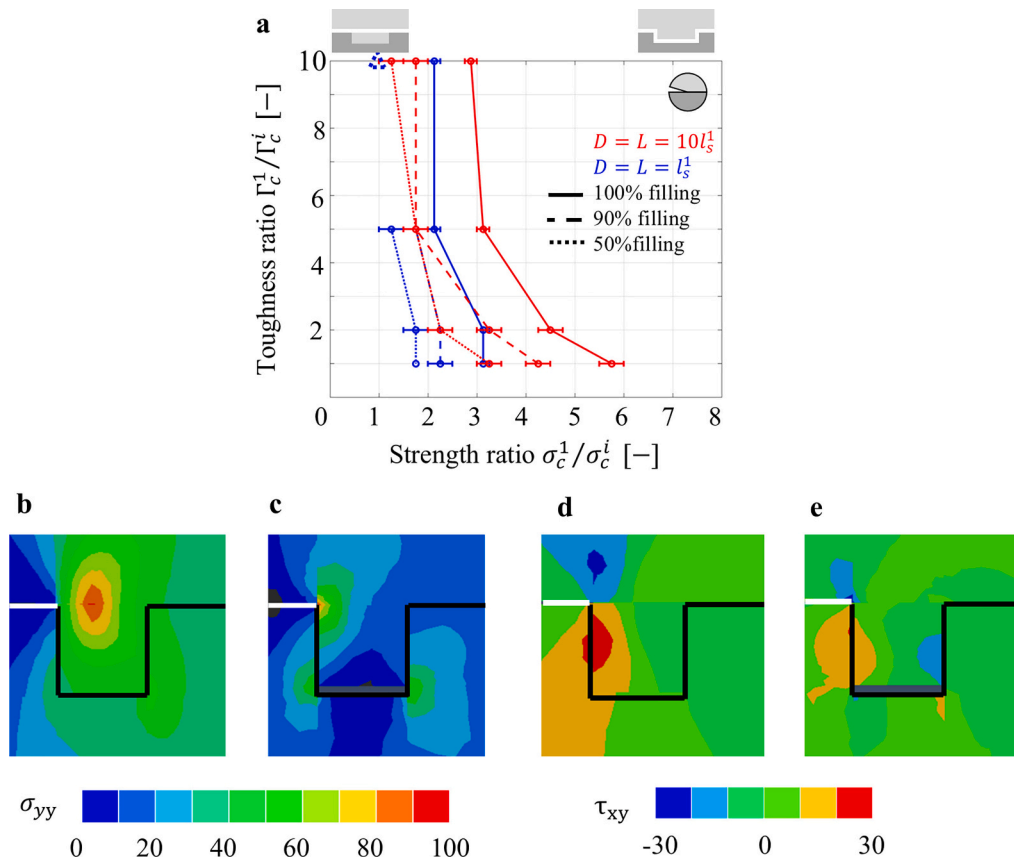 a
10
8
6
4
2
0
1
2
3
4
5
6
7
8
Toughness ratio Γ_c^1/Γ_c^i [−]
Strength ratio σ_c^1/σ_c^i [−]
D = L = 10l_s^1
D = L = l_s^1
100% filling
90% filling
50%filling
b
c
d
e
σ_yy
0 20 40 60 80 100
τ_xy
-30 0 30